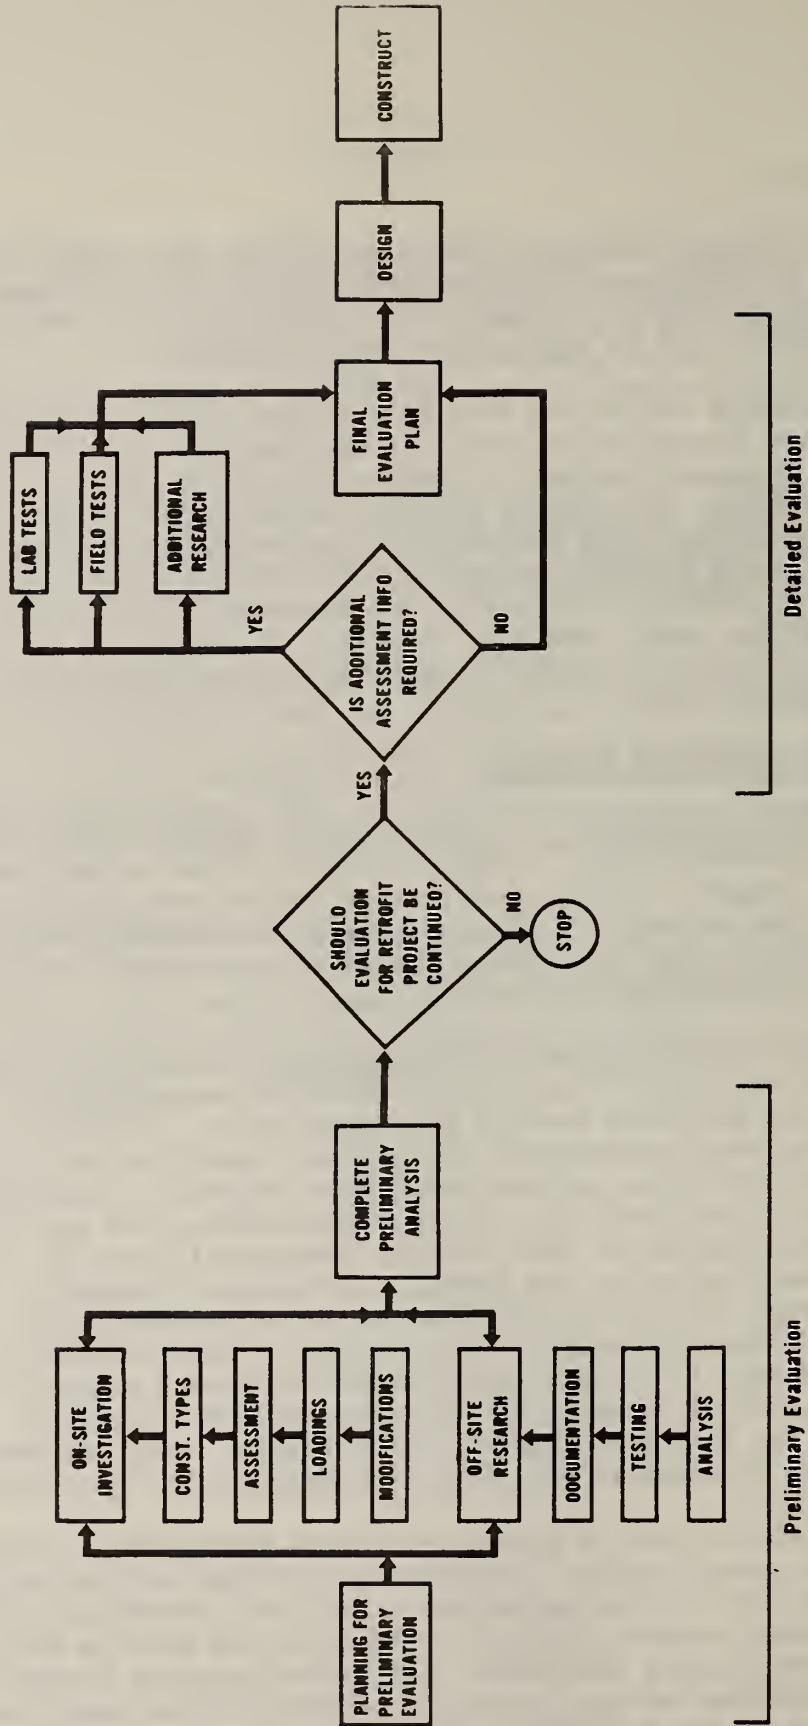 PLANNING FOR
PRELIMINARY
EVALUATION
ON-SITE
INVESTIGATION
CONST. TYPES
ASSESSMENT
LOADINGS
MODIFICATIONS
OFF-SITE
RESEARCH
DOCUMENTATION
TESTING
ANALYSIS
COMPLETE
PRELIMINARY
ANALYSIS
SHOULD
EVALUATION
FOR RETROFIT
PROJECT BE
CONTINUED?
NO
STOP
YES
IS ADDITIONAL
ASSESSMENT INFO
REQUIRED?
YES
NO
LAB TESTS
FIELD TESTS
ADDITIONAL
RESEARCH
FINAL
EVALUATION
PLAN
DESIGN
CONSTRUCT
Preliminary Evaluation
Detailed Evaluation